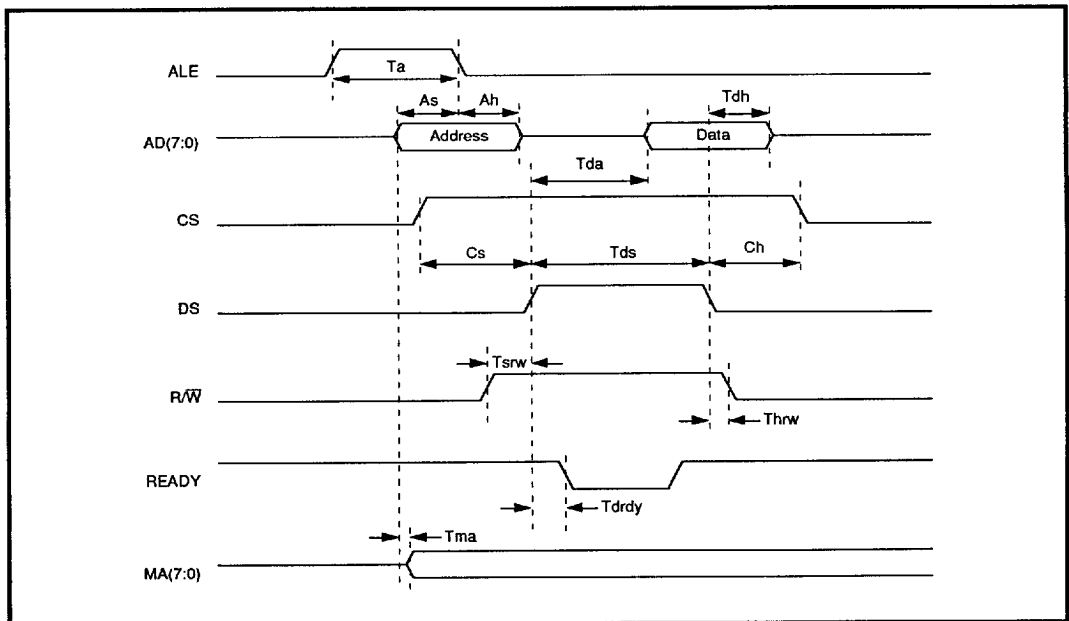 ALE
Ta
As
Ah
Tdh
AD(7:0)
Address
Data
Tda
CS
Cs
Tds
Ch
DS
Tsrw
R/W̅
Thrw
READY
Tdrdy
Tma
MA(7:0)